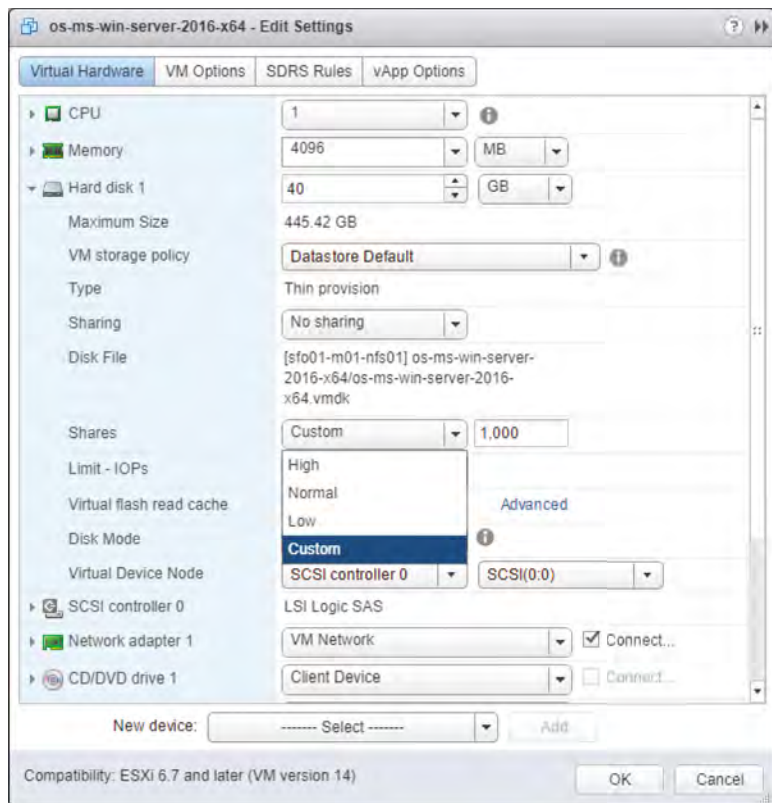 os-ms-win-server-2016-x64 - Edit Settings ?
Virtual Hardware VM Options SDRS Rules vApp Options
CPU 1
Memory 4096 MB
Hard disk 1 40 GB
Maximum Size 445.42 GB
VM storage policy Datastore Default
Type Thin provision
Sharing No sharing
Disk File [sfo01-m01-nfs01] os-ms-win-server-
2016-x64/os-ms-win-server-2016-
x64.vmdk
Shares Custom 1,000
High
Limit - IOPs
Normal
Virtual flash read cache Advanced
Low
Disk Mode
Custom
Virtual Device Node SCSI controller 0 SCSI(0:0)
SCSI controller 0 LSI Logic SAS
Network adapter 1 VM Network Connect...
CD/DVD drive 1 Client Device Connect...
New device: ------- Select ------- Add
Compatibility: ESXi 6.7 and later (VM version 14) OK Cancel